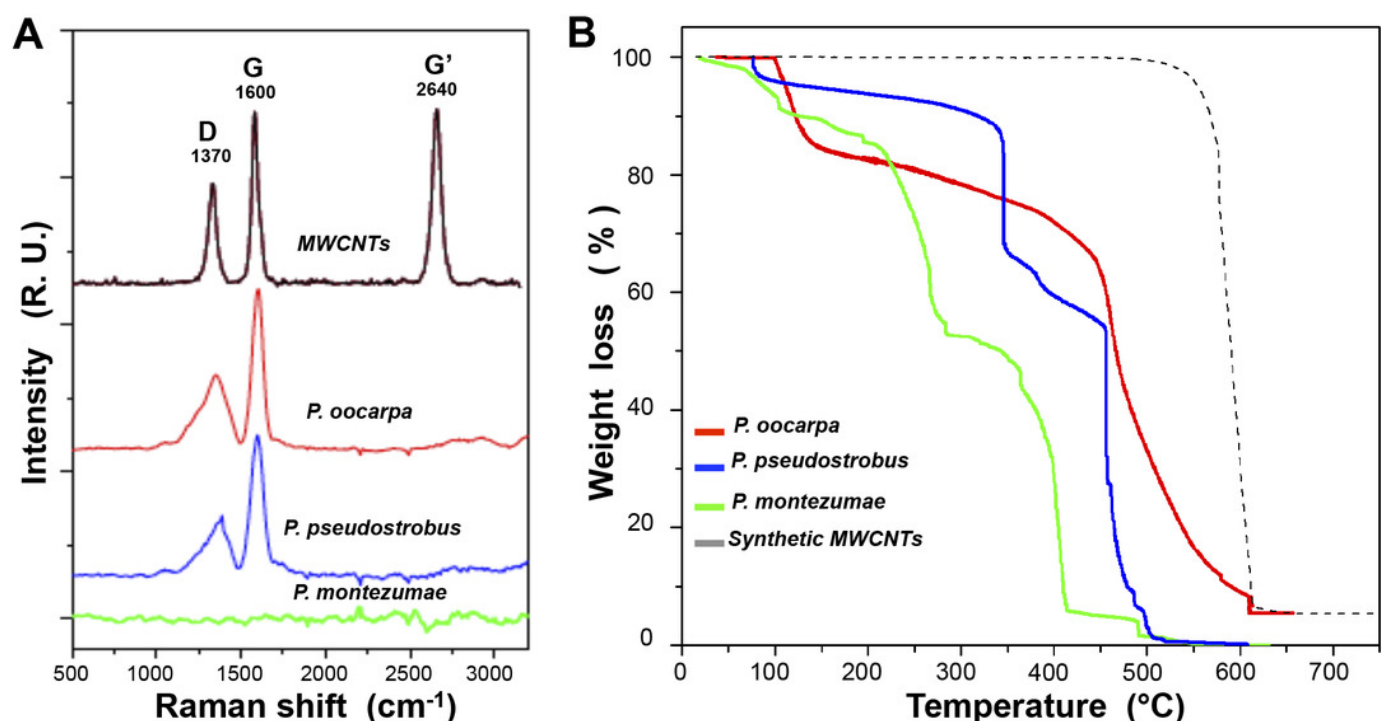 A
D
1370
G
1600
G’
2640
MWCNTs
P. oocarpa
P. pseudostrobus
P. montezumae
Intensity (R. U.)
500 1000 1500 2000 2500 3000
Raman shift (cm-1)
B
100
80
60
40
20
0
Weight loss ( % )
P. oocarpa
P. pseudostrobus
P. montezumae
Synthetic MWCNTs
0 100 200 300 400 500 600 700
Temperature (°C)